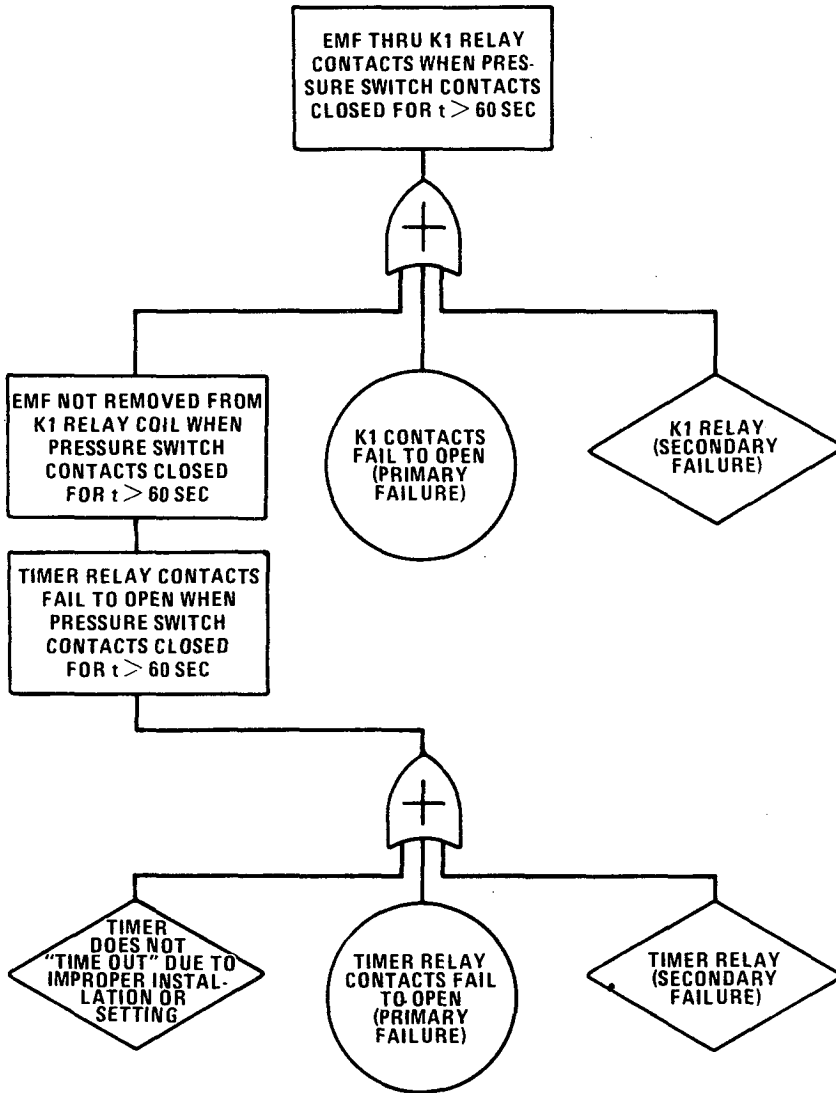 EMF THRU K1 RELAY
CONTACTS WHEN PRES-
SURE SWITCH CONTACTS
CLOSED FOR t > 60 SEC
EMF NOT REMOVED FROM
K1 RELAY COIL WHEN
PRESSURE SWITCH
CONTACTS CLOSED
FOR t > 60 SEC
K1 CONTACTS
FAIL TO OPEN
(PRIMARY
FAILURE)
K1 RELAY
(SECONDARY
FAILURE)
TIMER RELAY CONTACTS
FAIL TO OPEN WHEN
PRESSURE SWITCH
CONTACTS CLOSED
FOR t > 60 SEC
TIMER
DOES NOT
"TIME OUT" DUE TO
IMPROPER INSTAL-
LATION OR
SETTING
TIMER RELAY
CONTACTS FAIL
TO OPEN
(PRIMARY
FAILURE)
TIMER RELAY
(SECONDARY
FAILURE)